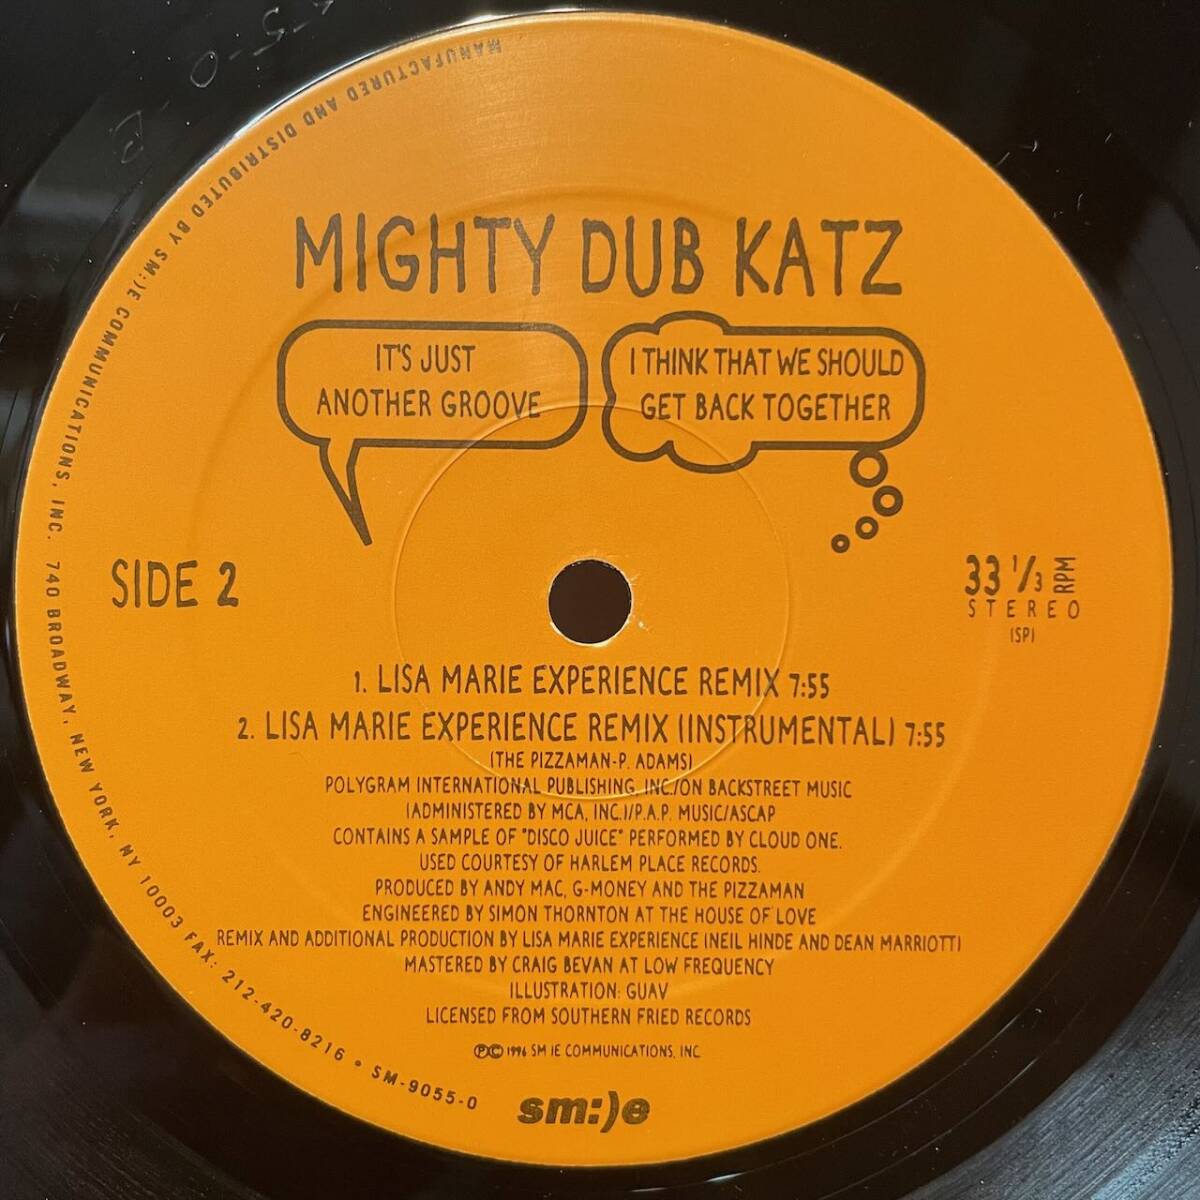 MIGHTY DUB KATZ
IT'S JUST
ANOTHER GROOVE
I THINK THAT WE SHOULD
GET BACK TOGETHER
SIDE 2
33 1/3 RPM
STEREO
(SP)
1. LISA MARIE EXPERIENCE REMIX 7:55
2. LISA MARIE EXPERIENCE REMIX (INSTRUMENTAL) 7:55
(THE PIZZAMAN-P. ADAMS)
POLYGRAM INTERNATIONAL PUBLISHING, INC./ON BACKSTREET MUSIC
(ADMINISTERED BY MCA, INC.)/P.A.P. MUSIC/ASCAP
CONTAINS A SAMPLE OF "DISCO JUICE" PERFORMED BY CLOUD ONE.
USED COURTESY OF HARLEM PLACE RECORDS.
PRODUCED BY ANDY MAC, G-MONEY AND THE PIZZAMAN
ENGINEERED BY SIMON THORNTON AT THE HOUSE OF LOVE
REMIX AND ADDITIONAL PRODUCTION BY LISA MARIE EXPERIENCE (NEIL HINDE AND DEAN MARRIOTT)
MASTERED BY CRAIG BEVAN AT LOW FREQUENCY
ILLUSTRATION: GUAV
LICENSED FROM SOUTHERN FRIED RECORDS
℗© 1996 SM )E COMMUNICATIONS, INC
sm:)e
MANUFACTURED AND DISTRIBUTED BY SM:)E COMMUNICATIONS, INC. 740 BROADWAY, NEW YORK, NY 10003 FAX: 212-420-8216 • SM-9055-0